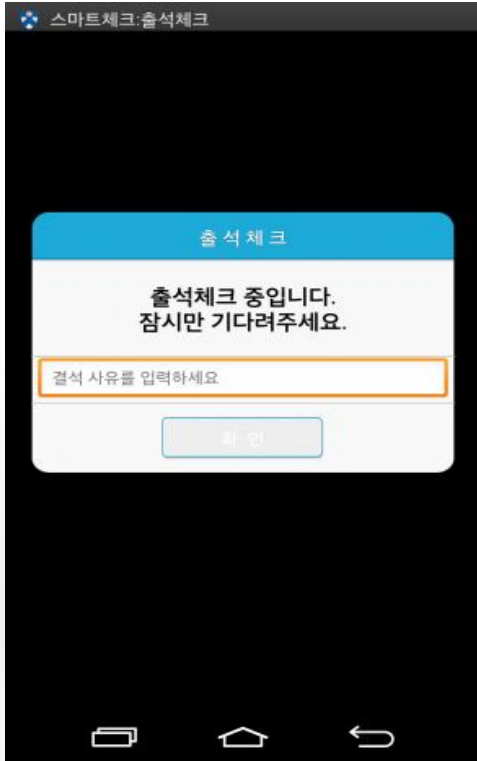 스마트체크:출석체크
출석체크
출석체크 중입니다.
잠시만 기다려주세요.
결석 사유를 입력하세요
확인